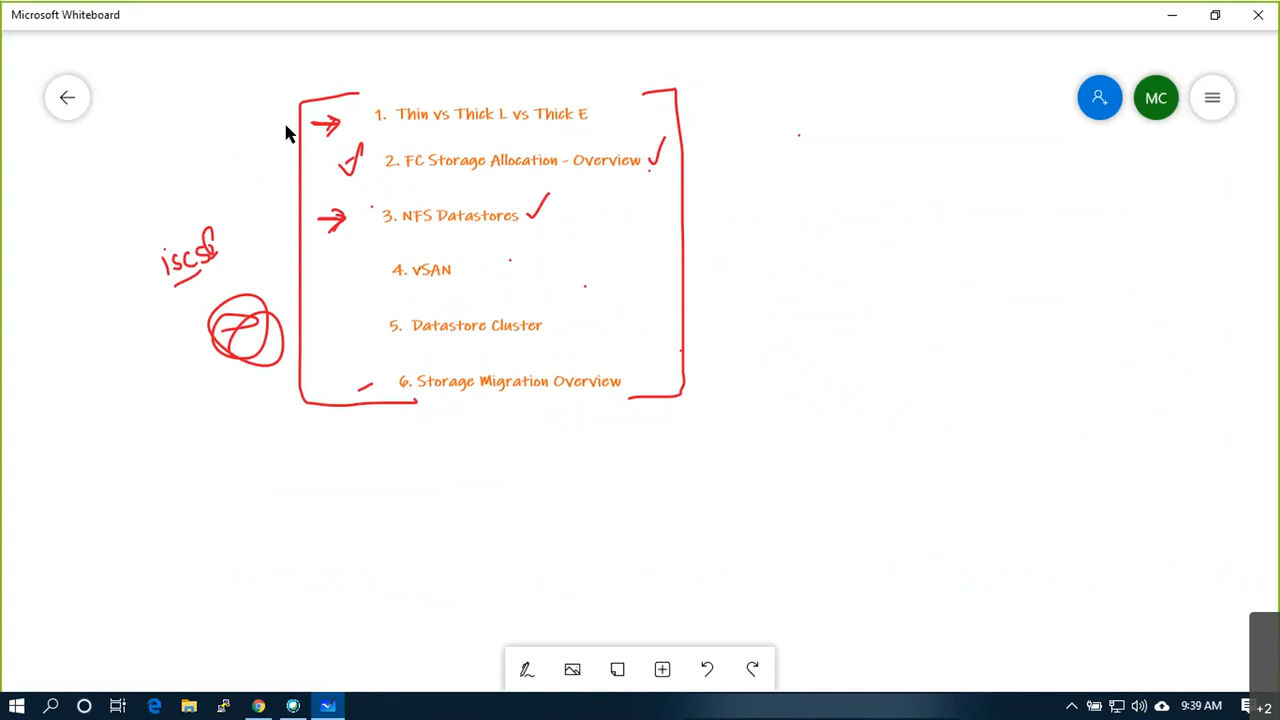 Microsoft Whiteboard
MC
1. Thin vs Thick L vs Thick E
2. FC Storage Allocation - Overview
3. NFS Datastores
iscsi
4. vSAN
5. Datastore Cluster
6. Storage Migration Overview
9:39 AM
+2